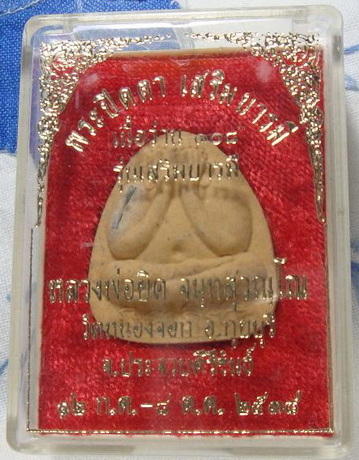 พระปิดตา เสริมบารมี
เนื้อว่าน ๑๐๘
รุ่นเสริมบารมี
หลวงพ่อยิด จนฺทสุวณฺโณ
วัดหนองจอก อ.กุยบุรี
จ.ประจวบคีรีขันธ์
๑๒ ก.ค.-๘ ต.ค. ๒๕๓๗